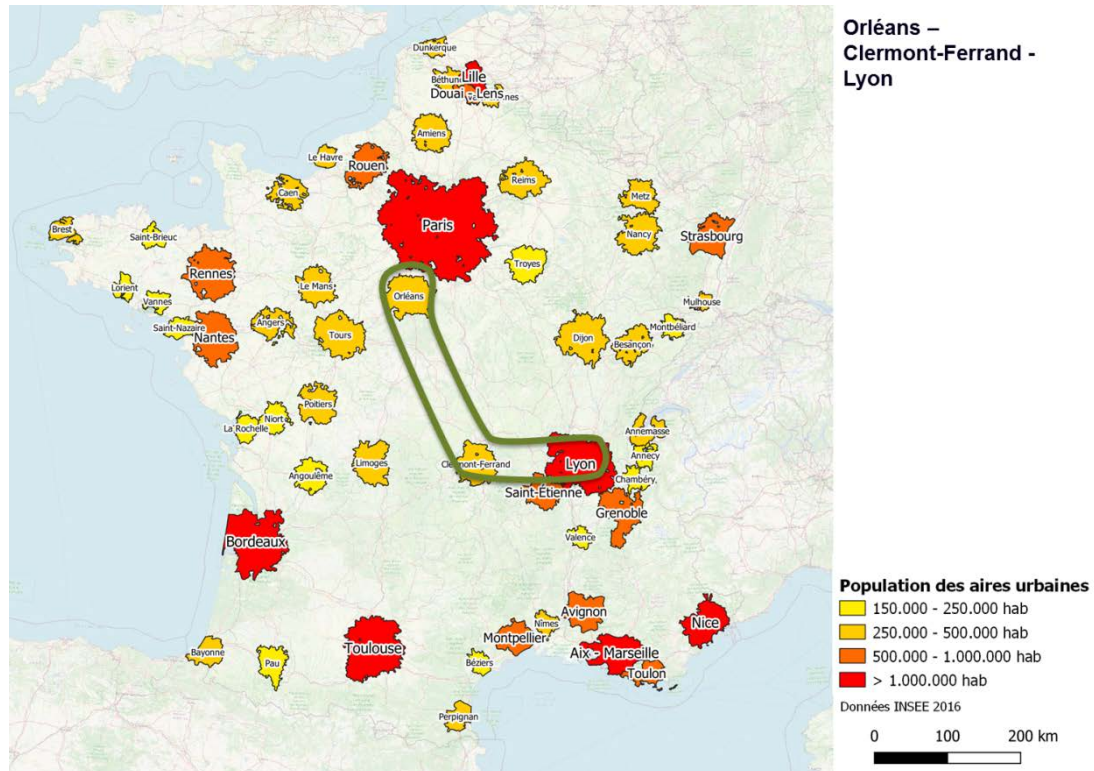 Orléans –
Clermont-Ferrand -
Lyon
Dunkerque
Lille
Douai - Lens
Amiens
Le Havre
Rouen
Reims
Caen
Metz
Paris
Nancy
Strasbourg
Brest
Saint-Brieuc
Troyes
Rennes
Le Mans
Orléans
Lorient
Vannes
Mulhouse
Saint-Nazaire
Nantes
Angers
Tours
Montbéliard
Dijon
Besançon
Poitiers
Niort
La Rochelle
Annemasse
Limoges
Clermont-Ferrand
Lyon
Annecy
Angoulême
Chambéry
Saint-Étienne
Grenoble
Valence
Bordeaux
Avignon
Nîmes
Nice
Montpellier
Bayonne
Toulouse
Aix - Marseille
Pau
Béziers
Toulon
Perpignan
Population des aires urbaines
150.000 - 250.000 hab
250.000 - 500.000 hab
500.000 - 1.000.000 hab
> 1.000.000 hab
Données INSEE 2016
0 100 200 km